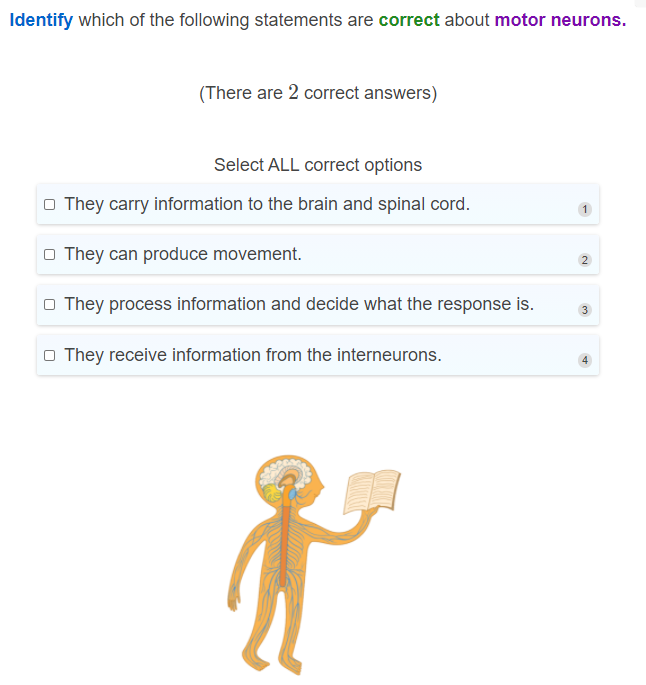 Identify which of the following statements are correct about motor neurons.
(There are 2 correct answers)
Select ALL correct options
They carry information to the brain and spinal cord. 1
They can produce movement. 2
They process information and decide what the response is. 3
They receive information from the interneurons. 4